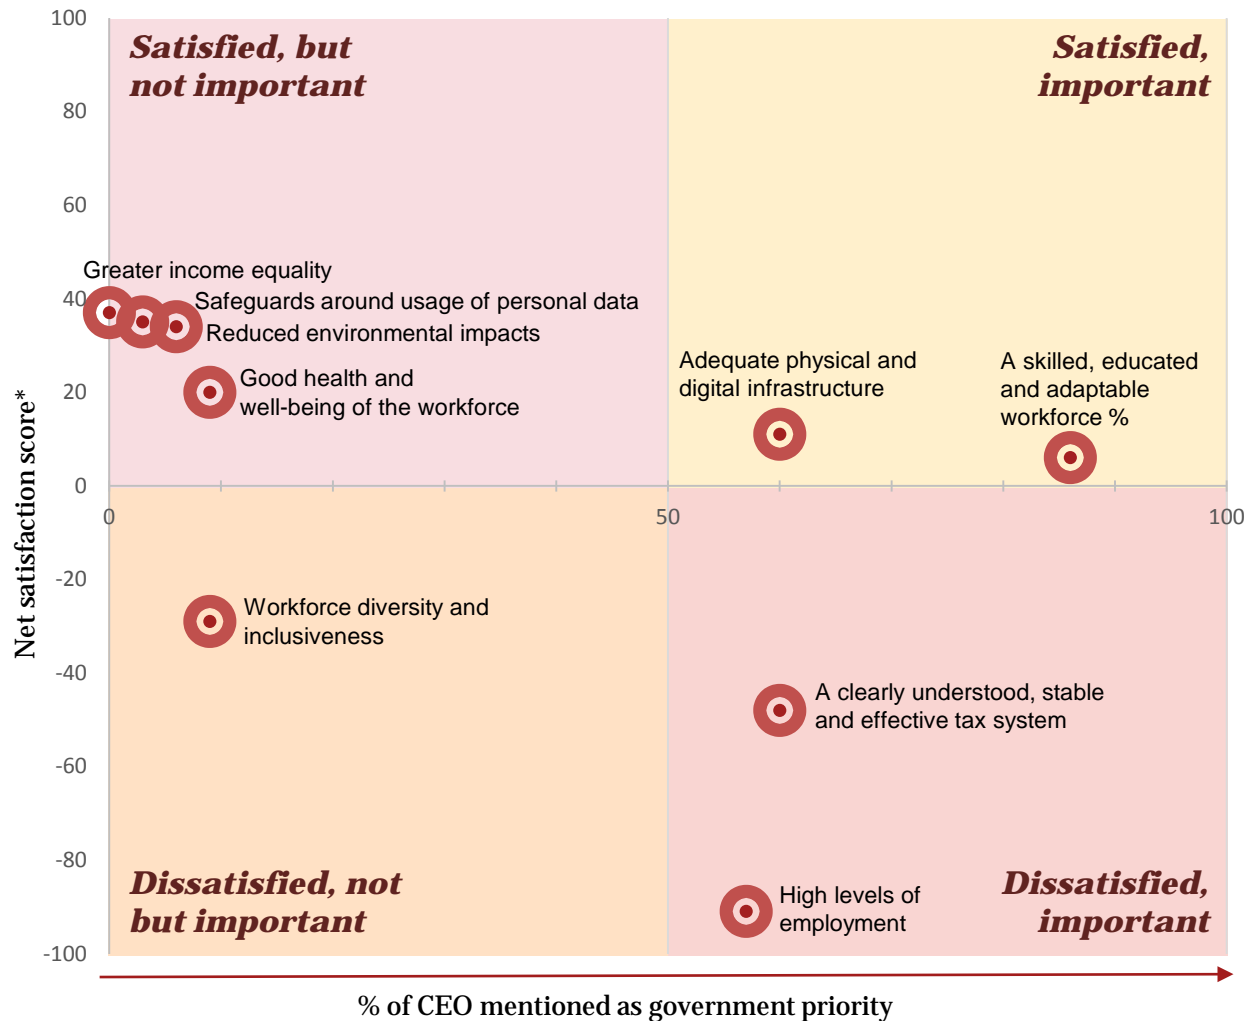 100
Satisfied, but
not important
Satisfied,
important
80
60
Greater income equality
40
Safeguards around usage of personal data
Reduced environmental impacts
Good health and
well-being of the workforce
Adequate physical and
digital infrastructure
A skilled, educated
and adaptable
workforce %
20
Net satisfaction score*
0
0
50
100
-20
Workforce diversity and
inclusiveness
-40
A clearly understood, stable
and effective tax system
-60
-80
Dissatisfied, not
but important
High levels of
employment
Dissatisfied,
important
-100
% of CEO mentioned as government priority